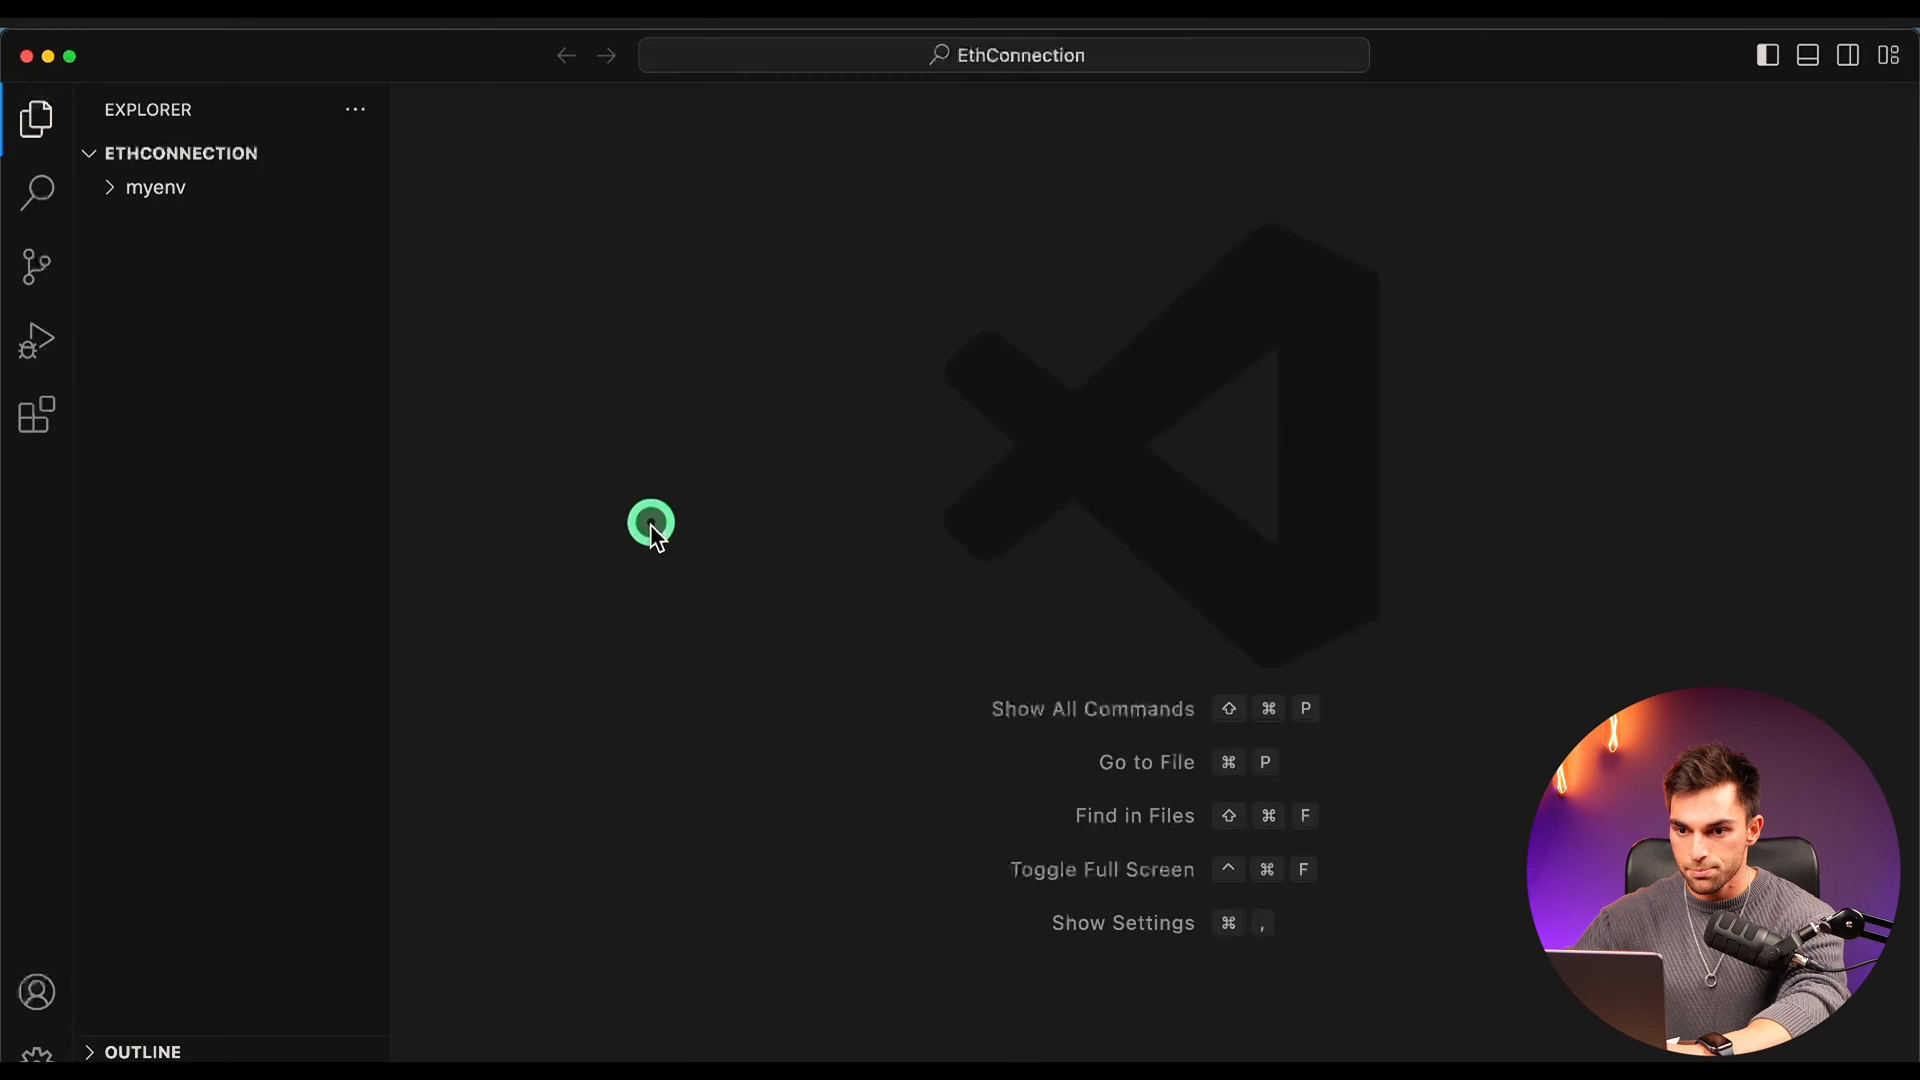 EthConnection
EXPLORER
ETHCONNECTION
myenv
Show All Commands ⇧ ⌘ P
Go to File ⌘ P
Find in Files ⇧ ⌘ F
Toggle Full Screen ^ ⌘ F
Show Settings ⌘ ,
OUTLINE